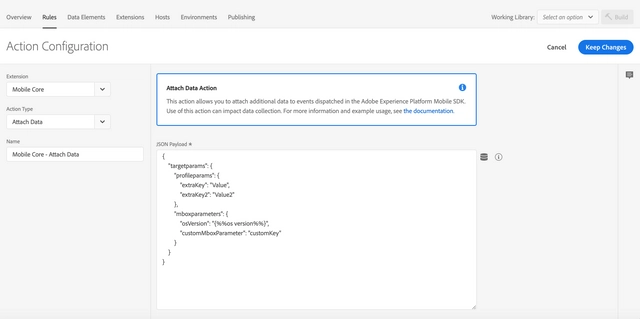 Overview Rules Data Elements Extensions Hosts Environments Publishing Working Library: Select an option Build
Action Configuration Cancel Keep Changes
Extension
Mobile Core
Action Type
Attach Data
Name
Mobile Core - Attach Data
Attach Data Action
This action allows you to attach additional data to events dispatched in the Adobe Experience Platform Mobile SDK.
Use of this action can impact data collection. For more information and example usage, see the documentation.
JSON Payload *
{
"targetparams": {
"profileparams": {
"extraKey": "Value",
"extraKey2": "Value2"
},
"mboxparameters": {
"osVersion": "{%%os version%%}",
"customMboxParameter": "customKey"
}
}
}